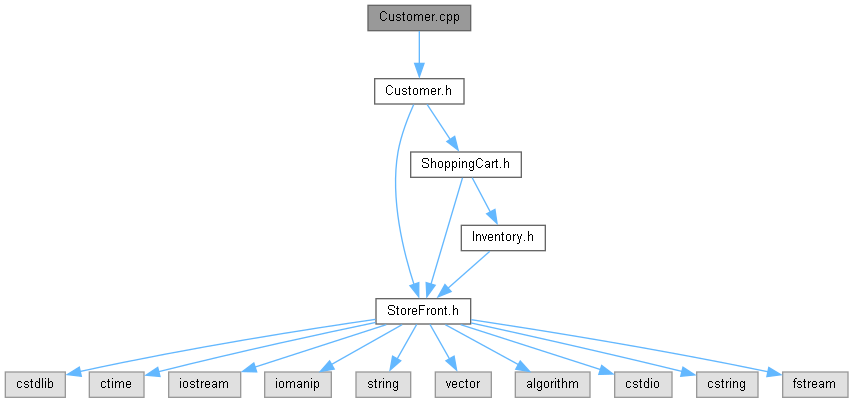 Customer.cpp
Customer.h
ShoppingCart.h
Inventory.h
StoreFront.h
cstdlib
ctime
iostream
iomanip
string
vector
algorithm
cstdio
cstring
fstream